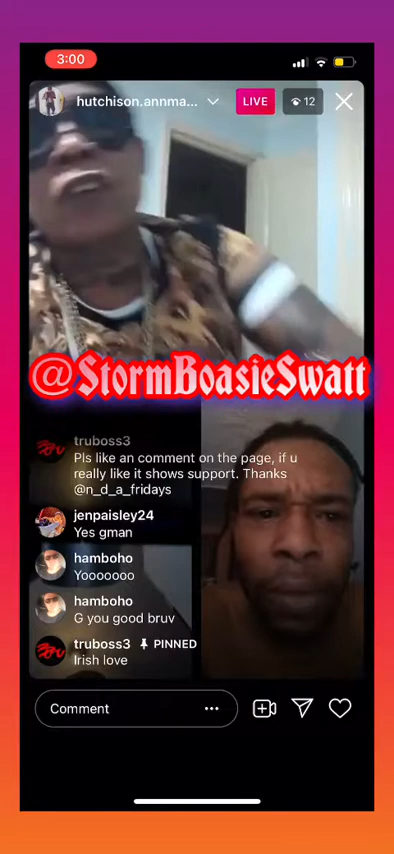 3:00
hutchison.annma...
LIVE
12
@StormBoasieSwatt
truboss3
Pls like an comment on the page, if u
really like it shows support. Thanks
@n_d_a_fridays
jenpaisley24
Yes gman
hamboho
Yooooooo
hamboho
G you good bruv
truboss3 PINNED
Irish love
Comment